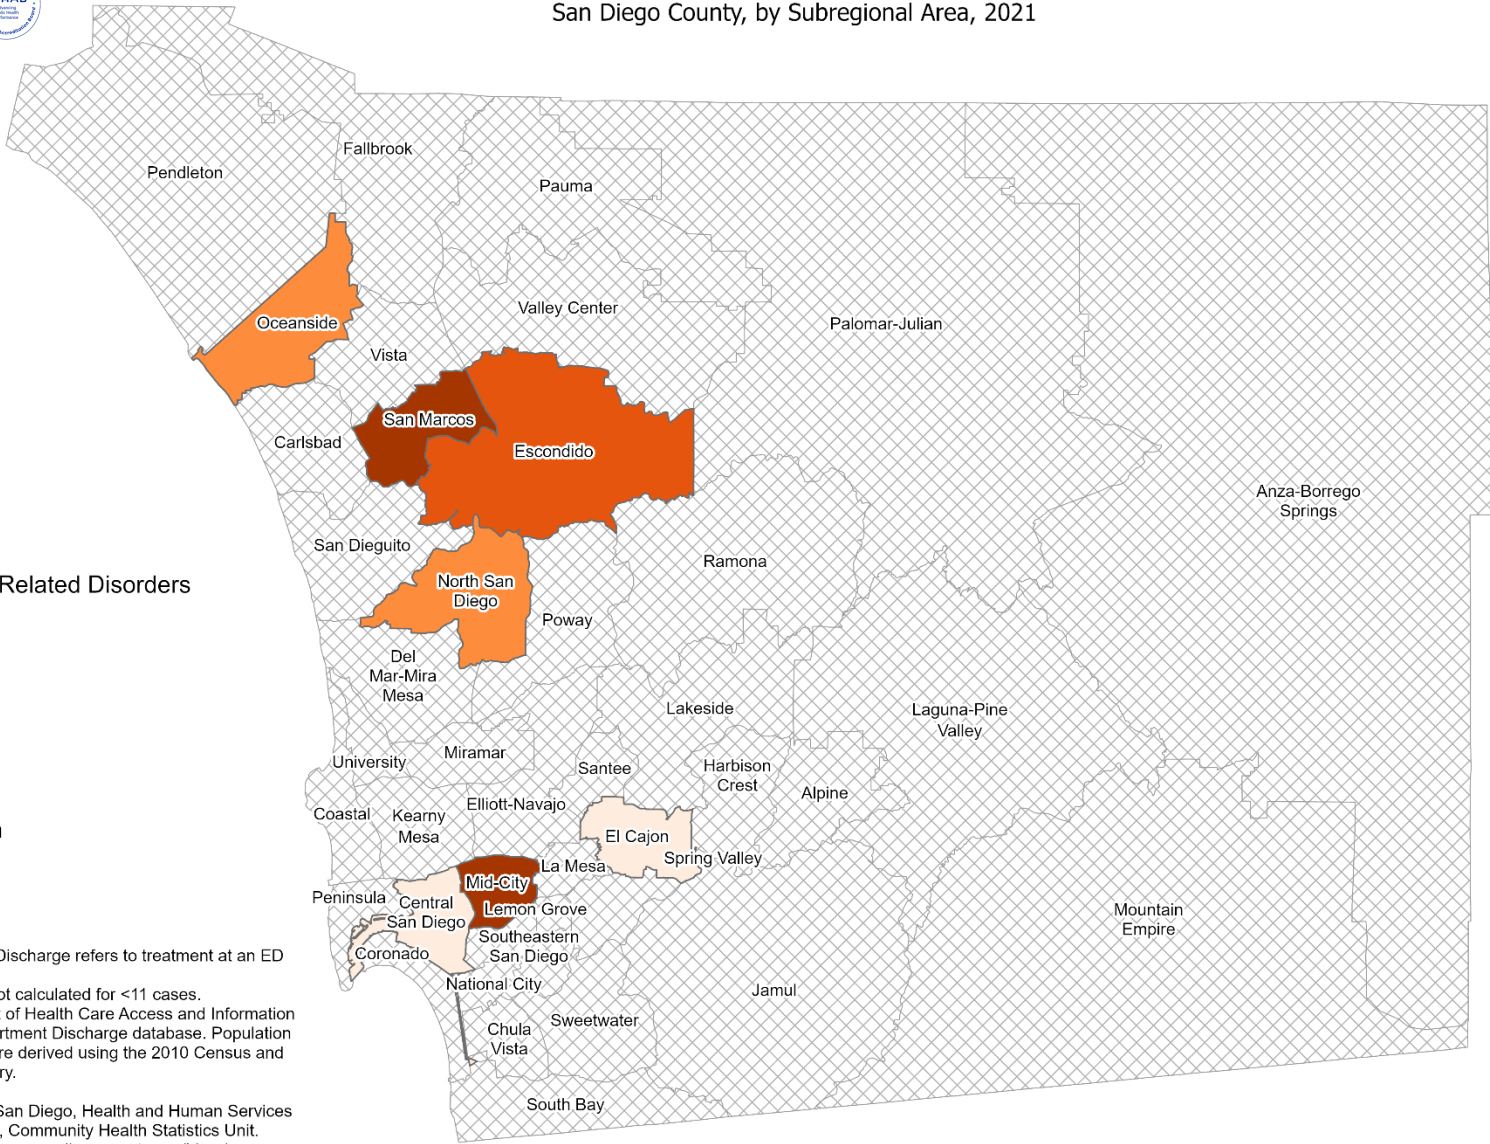 San Diego County, by Subregional Area, 2021
Fallbrook
Pendleton
Pauma
Valley Center
Oceanside
Palomar-Julian
Vista
San Marcos
Carlsbad
Escondido
Anza-Borrego
Springs
San Dieguito
Ramona
Related Disorders
North San
Diego
Poway
Del
Mar-Mira
Mesa
Lakeside
Laguna-Pine
Valley
Miramar
University
Santee
Harbison
Crest
Alpine
Elliott-Navajo
Coastal
Kearny
Mesa
El Cajon
Spring Valley
La Mesa
Mid-City
Peninsula
Central
San Diego
Lemon Grove
Mountain
Empire
Southeastern
San Diego
Coronado
Discharge refers to treatment at an ED
National City
Jamul
ot calculated for <11 cases.
t of Health Care Access and Information
rtment Discharge database. Population
re derived using the 2010 Census and
ry.
Sweetwater
Chula
Vista
South Bay
San Diego, Health and Human Services
, Community Health Statistics Unit.